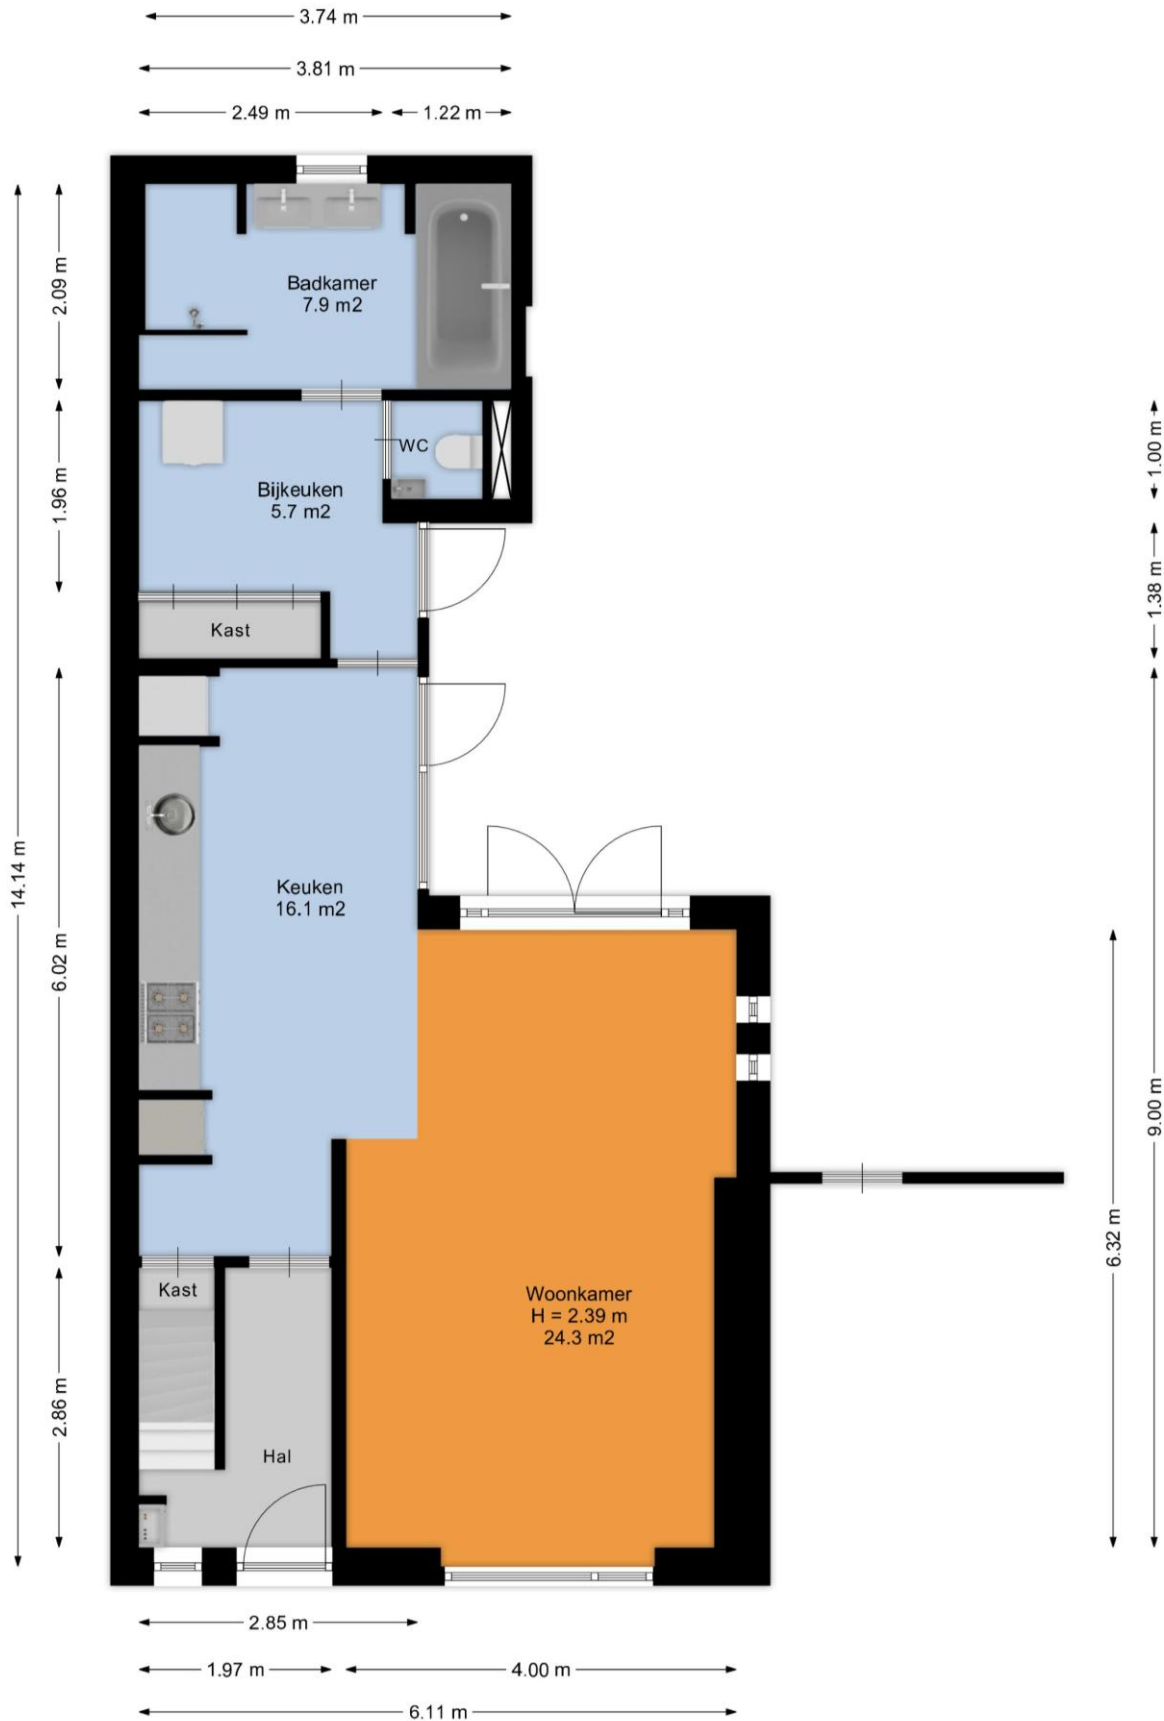 3.74 m
3.81 m
2.49 m
1.22 m
2.09 m
Badkamer
7.9 m2
1.96 m
WC
1.00 m
Bijkeuken
5.7 m2
1.38 m
Kast
14.14 m
Keuken
16.1 m2
6.02 m
9.00 m
6.32 m
Kast
Woonkamer
H = 2.39 m
24.3 m2
2.86 m
Hal
2.85 m
1.97 m
4.00 m
6.11 m